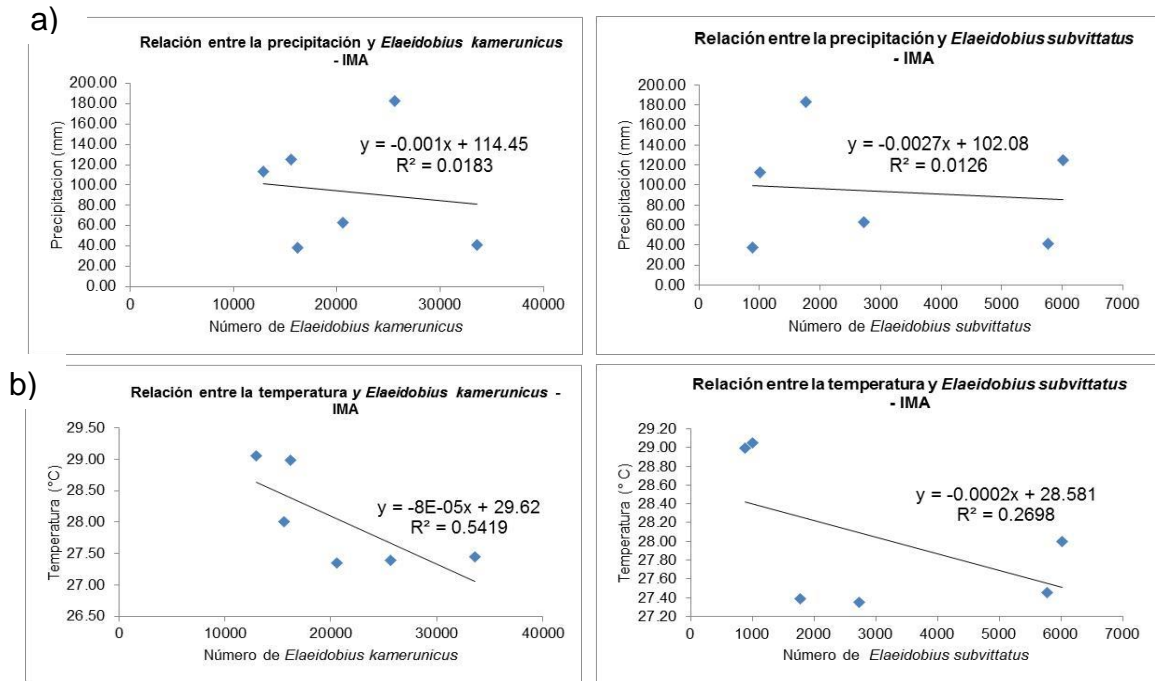 a)
Relación entre la precipitación y Elaeidobius kamerunicus
- IMA
200.00
180.00
160.00
140.00
120.00
100.00
80.00
60.00
40.00
20.00
0.00
Precipitacion (mm)
y = -0.001x + 114.45
R² = 0.0183
0 10000 20000 30000 40000
Número de Elaeidobius kamerunicus
Relación entre la precipitación y Elaeidobius subvittatus
- IMA
200.00
180.00
160.00
140.00
120.00
100.00
80.00
60.00
40.00
20.00
0.00
Precipitación (mm)
y = -0.0027x + 102.08
R² = 0.0126
0 1000 2000 3000 4000 5000 6000 7000
Número de Elaeidobius subvittatus
b)
Relación entre la temperatura y Elaeidobius kamerunicus -
IMA
29.50
29.00
28.50
28.00
27.50
27.00
26.50
Temperatura (°C)
y = -8E-05x + 29.62
R² = 0.5419
0 10000 20000 30000 40000
Número de Elaeidobius kamerunicus
Relación entre la temperatura y Elaeidobius subvittatus
- IMA
29.20
29.00
28.80
28.60
28.40
28.20
28.00
27.80
27.60
27.40
27.20
Temperatura (° C)
y = -0.0002x + 28.581
R² = 0.2698
0 1000 2000 3000 4000 5000 6000 7000
Número de Elaeidobius subvittatus